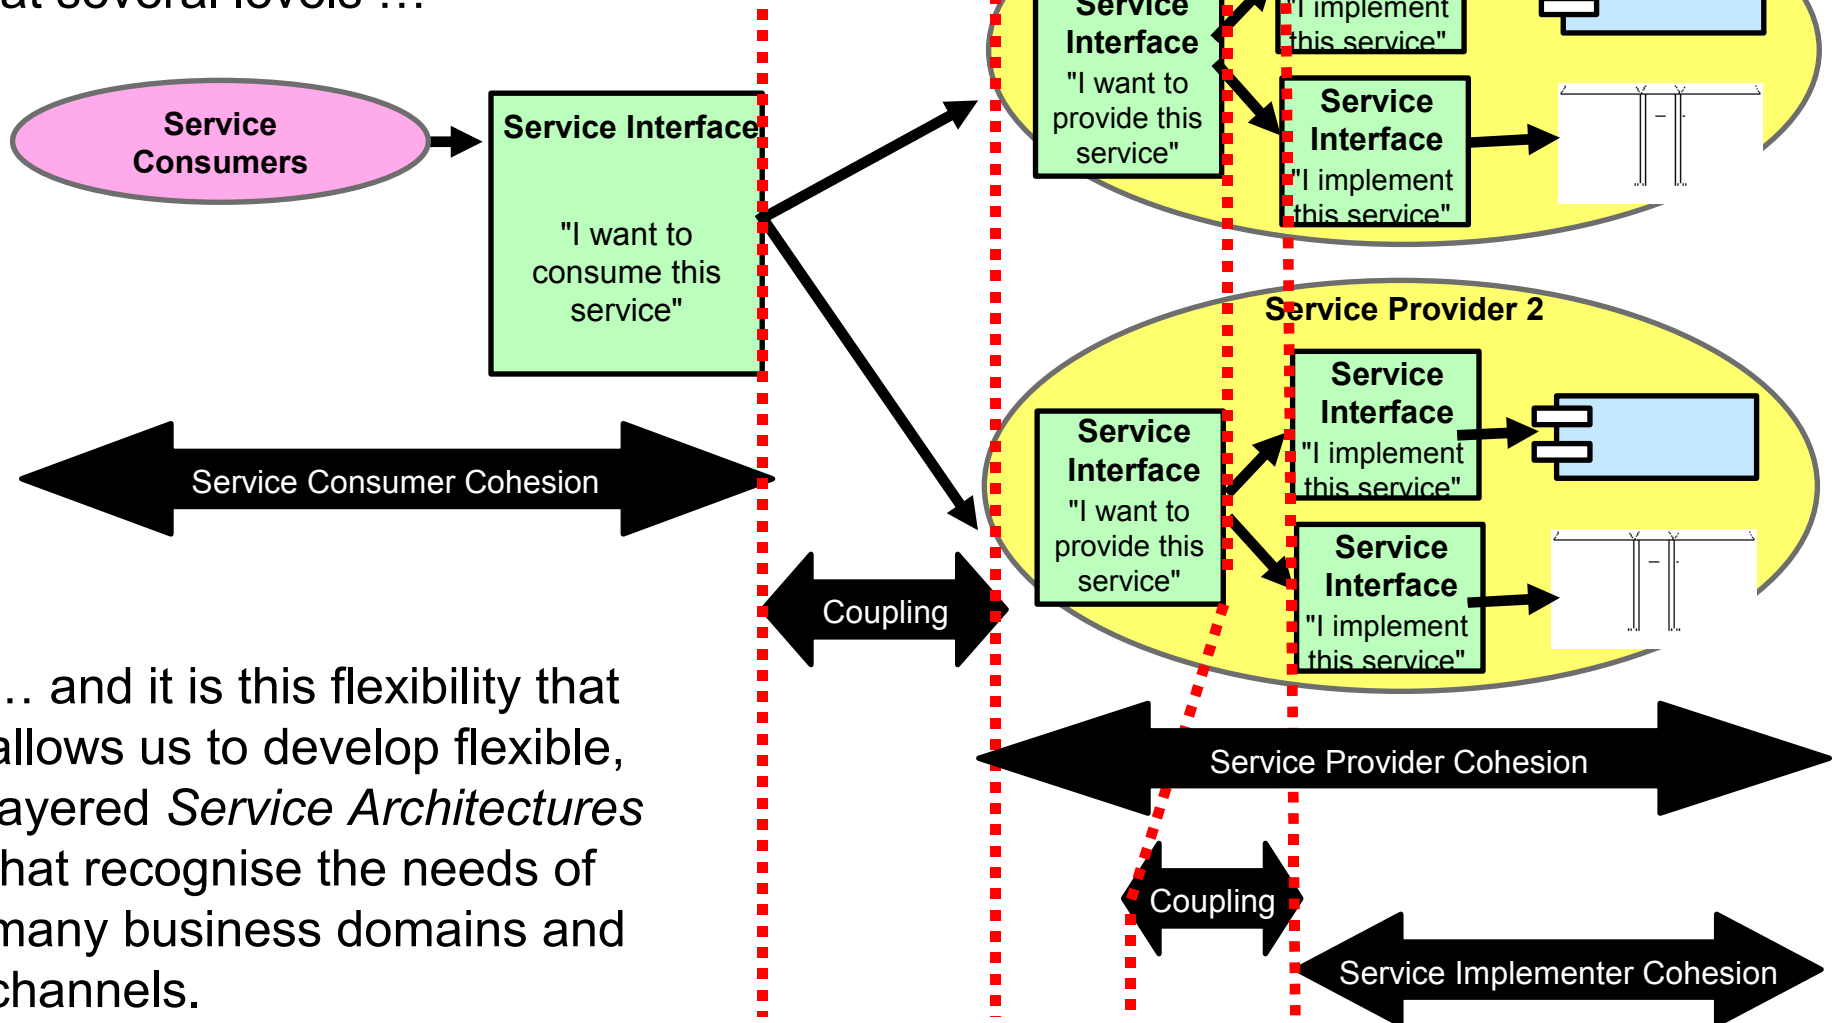 at several levels …
Service
Consumers
Service Interface
"I want to
consume this
service"
Service
Interface
"I want to
provide this
service"
"I implement
this service"
Service
Interface
"I implement
this service"
Service Provider 2
Service
Interface
"I want to
provide this
service"
Service
Interface
"I implement
this service"
Service
Interface
"I implement
this service"
Service Consumer Cohesion
Coupling
Service Provider Cohesion
Coupling
Service Implementer Cohesion
… and it is this flexibility that
allows us to develop flexible,
ayered Service Architectures
hat recognise the needs of
many business domains and
channels.